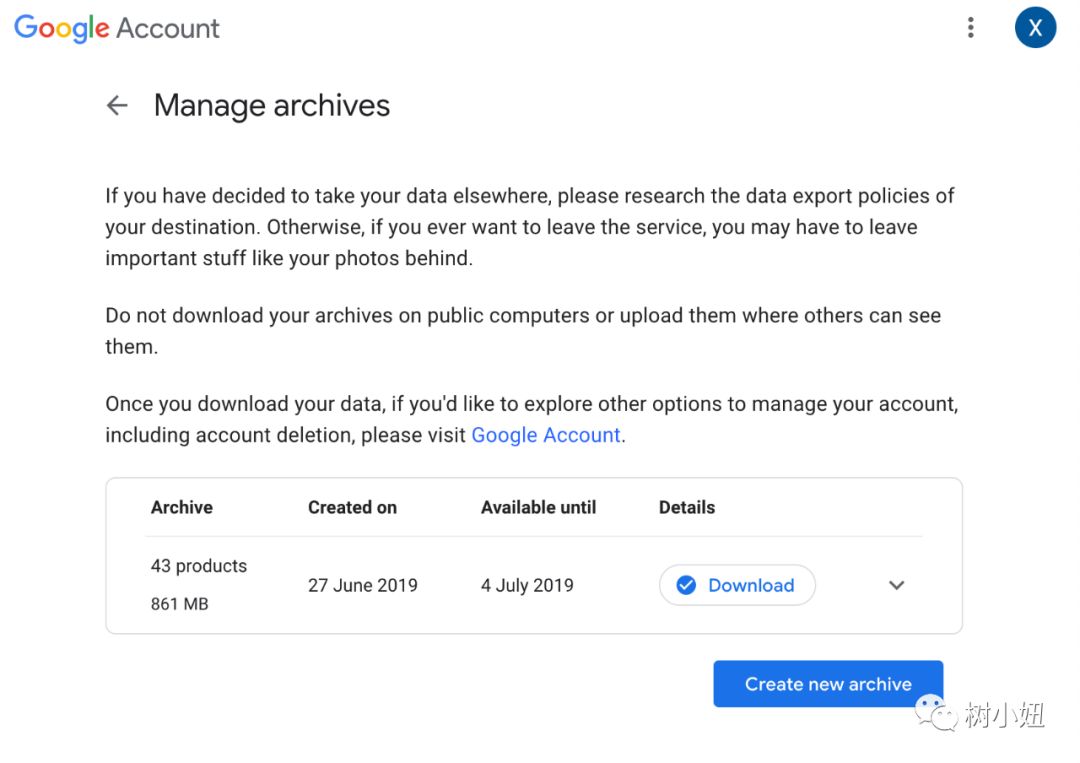 Google Account
X
Manage archives
If you have decided to take your data elsewhere, please research the data export policies of
your destination. Otherwise, if you ever want to leave the service, you may have to leave
important stuff like your photos behind.
Do not download your archives on public computers or upload them where others can see
them.
Once you download your data, if you'd like to explore other options to manage your account,
including account deletion, please visit Google Account.
Archive Created on Available until Details
43 products
861 MB
27 June 2019 4 July 2019 Download
Create new archive
树小妞